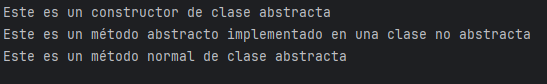 Este es un constructor de clase abstracta
Este es un método abstracto implementado en una clase no abstracta
Este es un método normal de clase abstracta